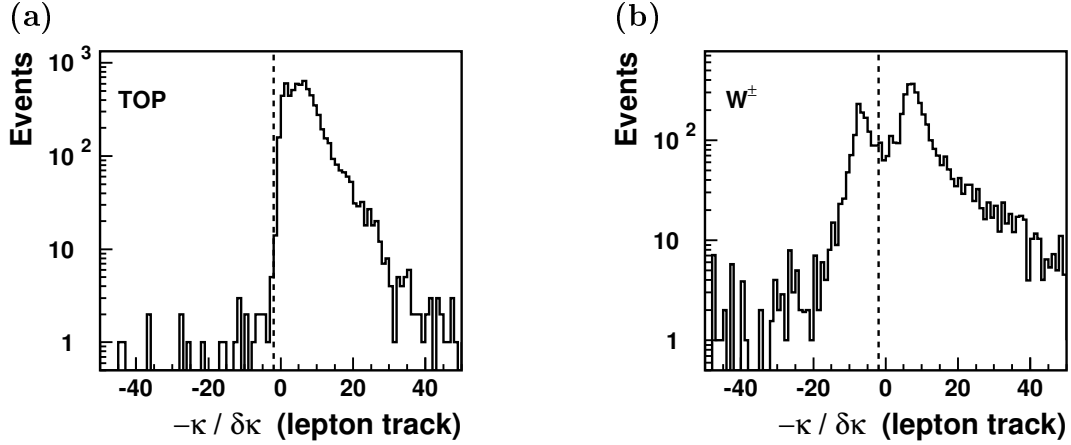 (a)
Events
10³
10²
10
1
TOP
-40 -20 0 20 40
−κ / δκ (lepton track)
(b)
Events
10²
10
1
W±
-40 -20 0 20 40
−κ / δκ (lepton track)